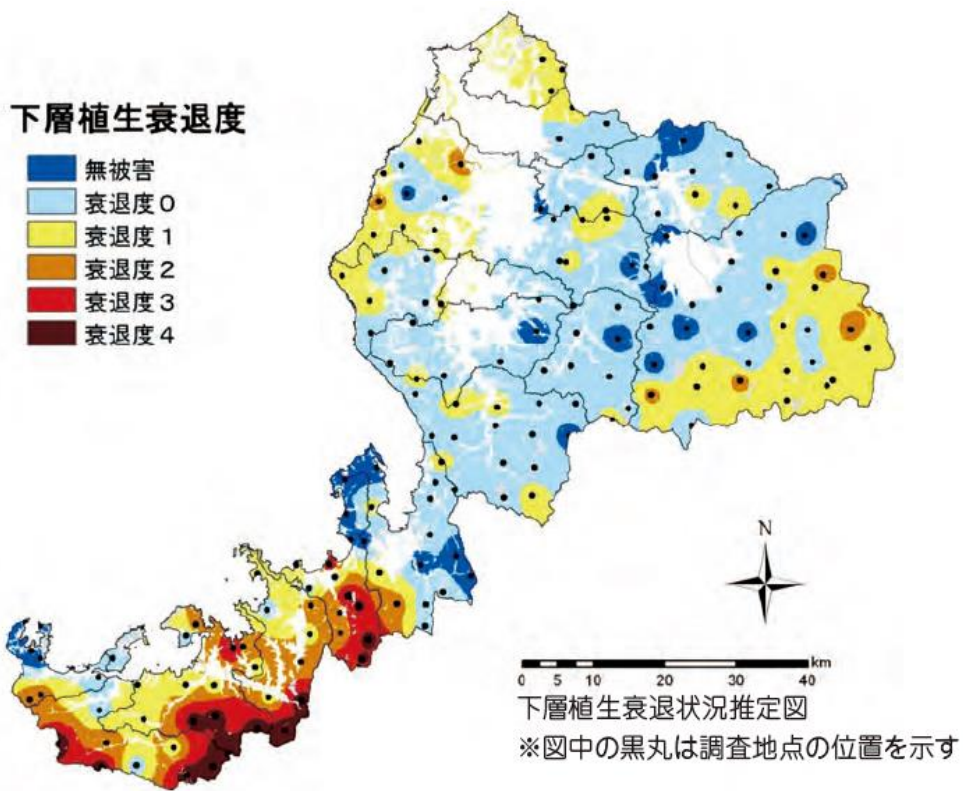 下層植生衰退度
無被害
衰退度0
衰退度1
衰退度2
衰退度3
衰退度4
N
km
0 5 10 20 30 40
下層植生衰退状況推定図
※図中の黒丸は調査地点の位置を示す